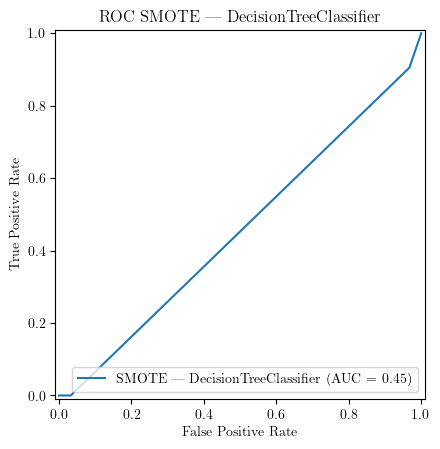 ROC SMOTE — DecisionTreeClassifier
1.0
0.8
0.6
0.4
0.2
0.0
True Positive Rate
SMOTE — DecisionTreeClassifier (AUC = 0.45)
0.0 0.2 0.4 0.6 0.8 1.0
False Positive Rate